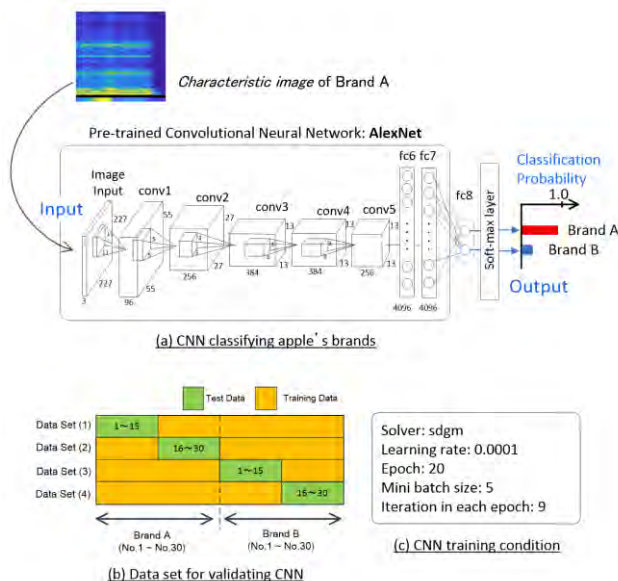 Characteristic image of Brand A
Pre-trained Convolutional Neural Network: AlexNet
Image
Input
conv1
conv2
conv3
conv4
conv5
fc6
fc7
fc8
Input
227
227
3
55
55
96
27
27
256
13
13
384
13
13
384
13
13
256
4096
4096
Soft-max layer
Classification
Probability
1.0
Brand A
Brand B
Output
(a) CNN classifying apple's brands
Test Data
Training Data
Data Set (1)
1~15
Data Set (2)
16~30
Data Set (3)
1~15
Data Set (4)
16~30
Brand A
(No.1 – No.30)
Brand B
(No.1 – No.30)
(b) Data set for validating CNN
Solver: sdgm
Learning rate: 0.0001
Epoch: 20
Mini batch size: 5
Iteration in each epoch: 9
(c) CNN training condition